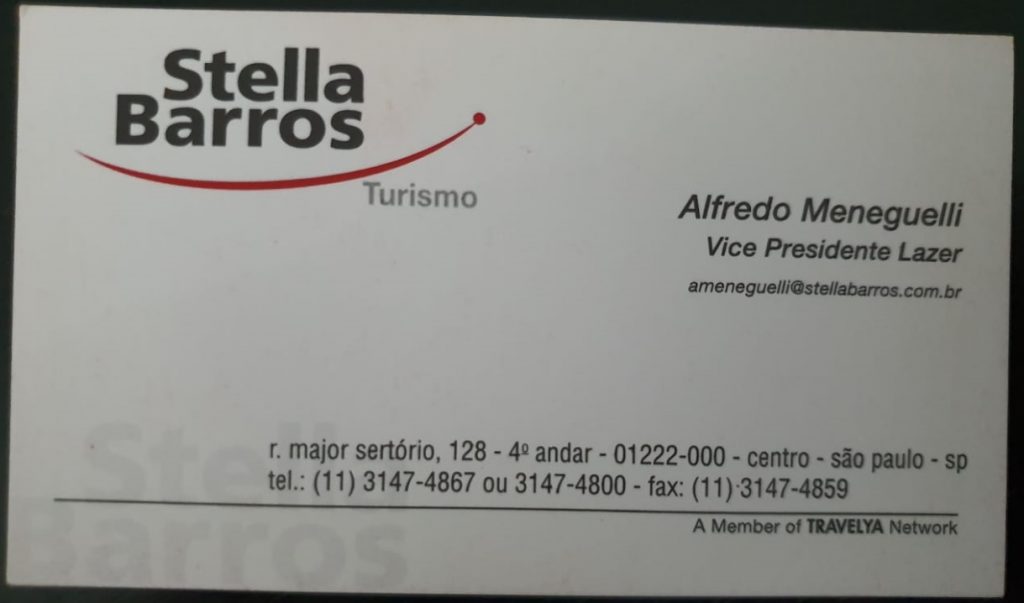 Stella
Barros
Turismo
Alfredo Meneguelli
Vice Presidente Lazer
ameneguelli@stellabarros.com.br
r. major sertório, 128 - 4º andar - 01222-000 - centro - são paulo - sp
tel.: (11) 3147-4867 ou 3147-4800 - fax: (11) 3147-4859
A Member of TRAVELYA Network
Stella
Barros